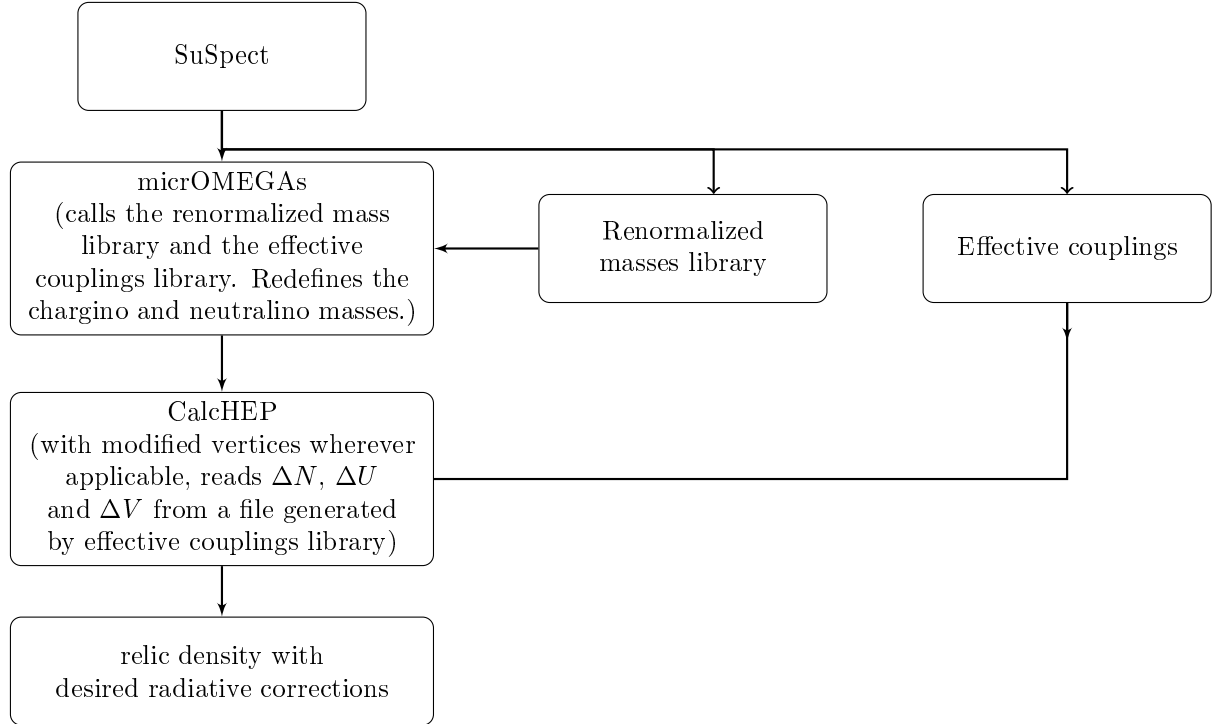 SuSpect
micrOMEGAs
(calls the renormalized mass
library and the effective
couplings library. Redefines the
chargino and neutralino masses.)
Renormalized
masses library
Effective couplings
CalcHEP
(with modified vertices wherever
applicable, reads ΔN, ΔU
and ΔV from a file generated
by effective couplings library)
relic density with
desired radiative corrections